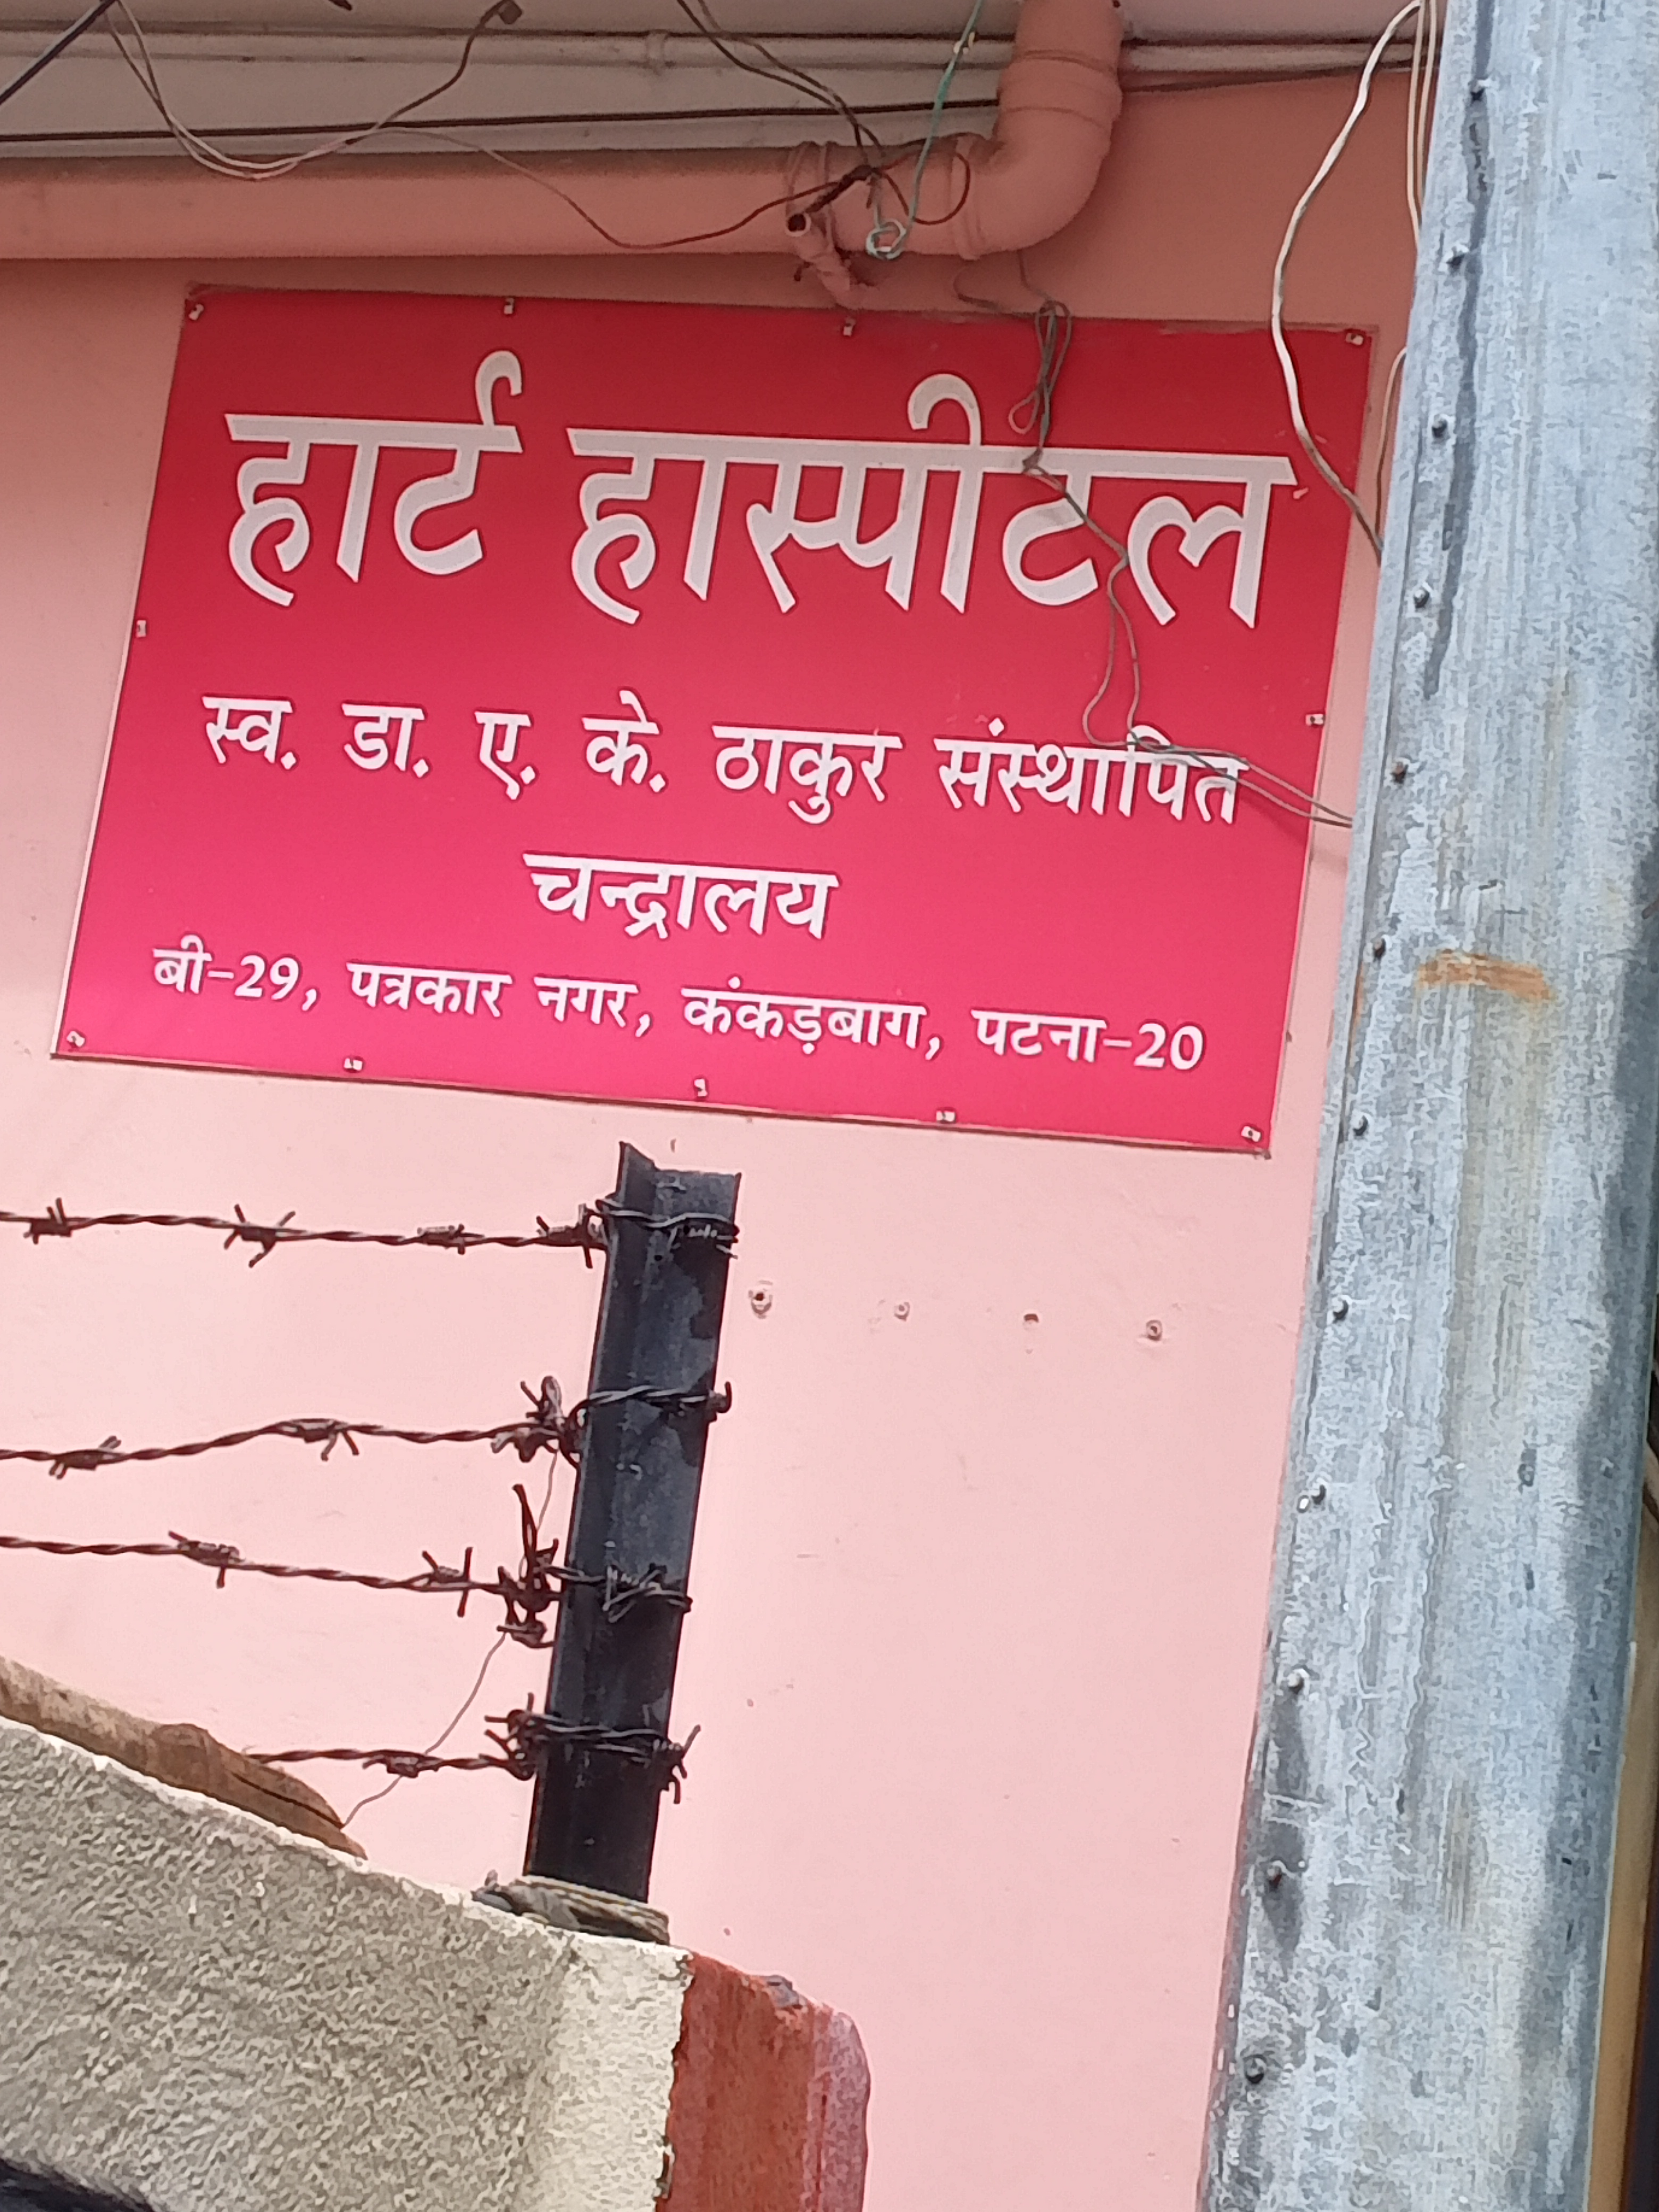 हार्ट हास्पीटल
स्व. डा. ए. के. ठाकुर संस्थापित
चन्द्रालय
बी-29, पत्रकार नगर, कंकड़बाग, पटना-20